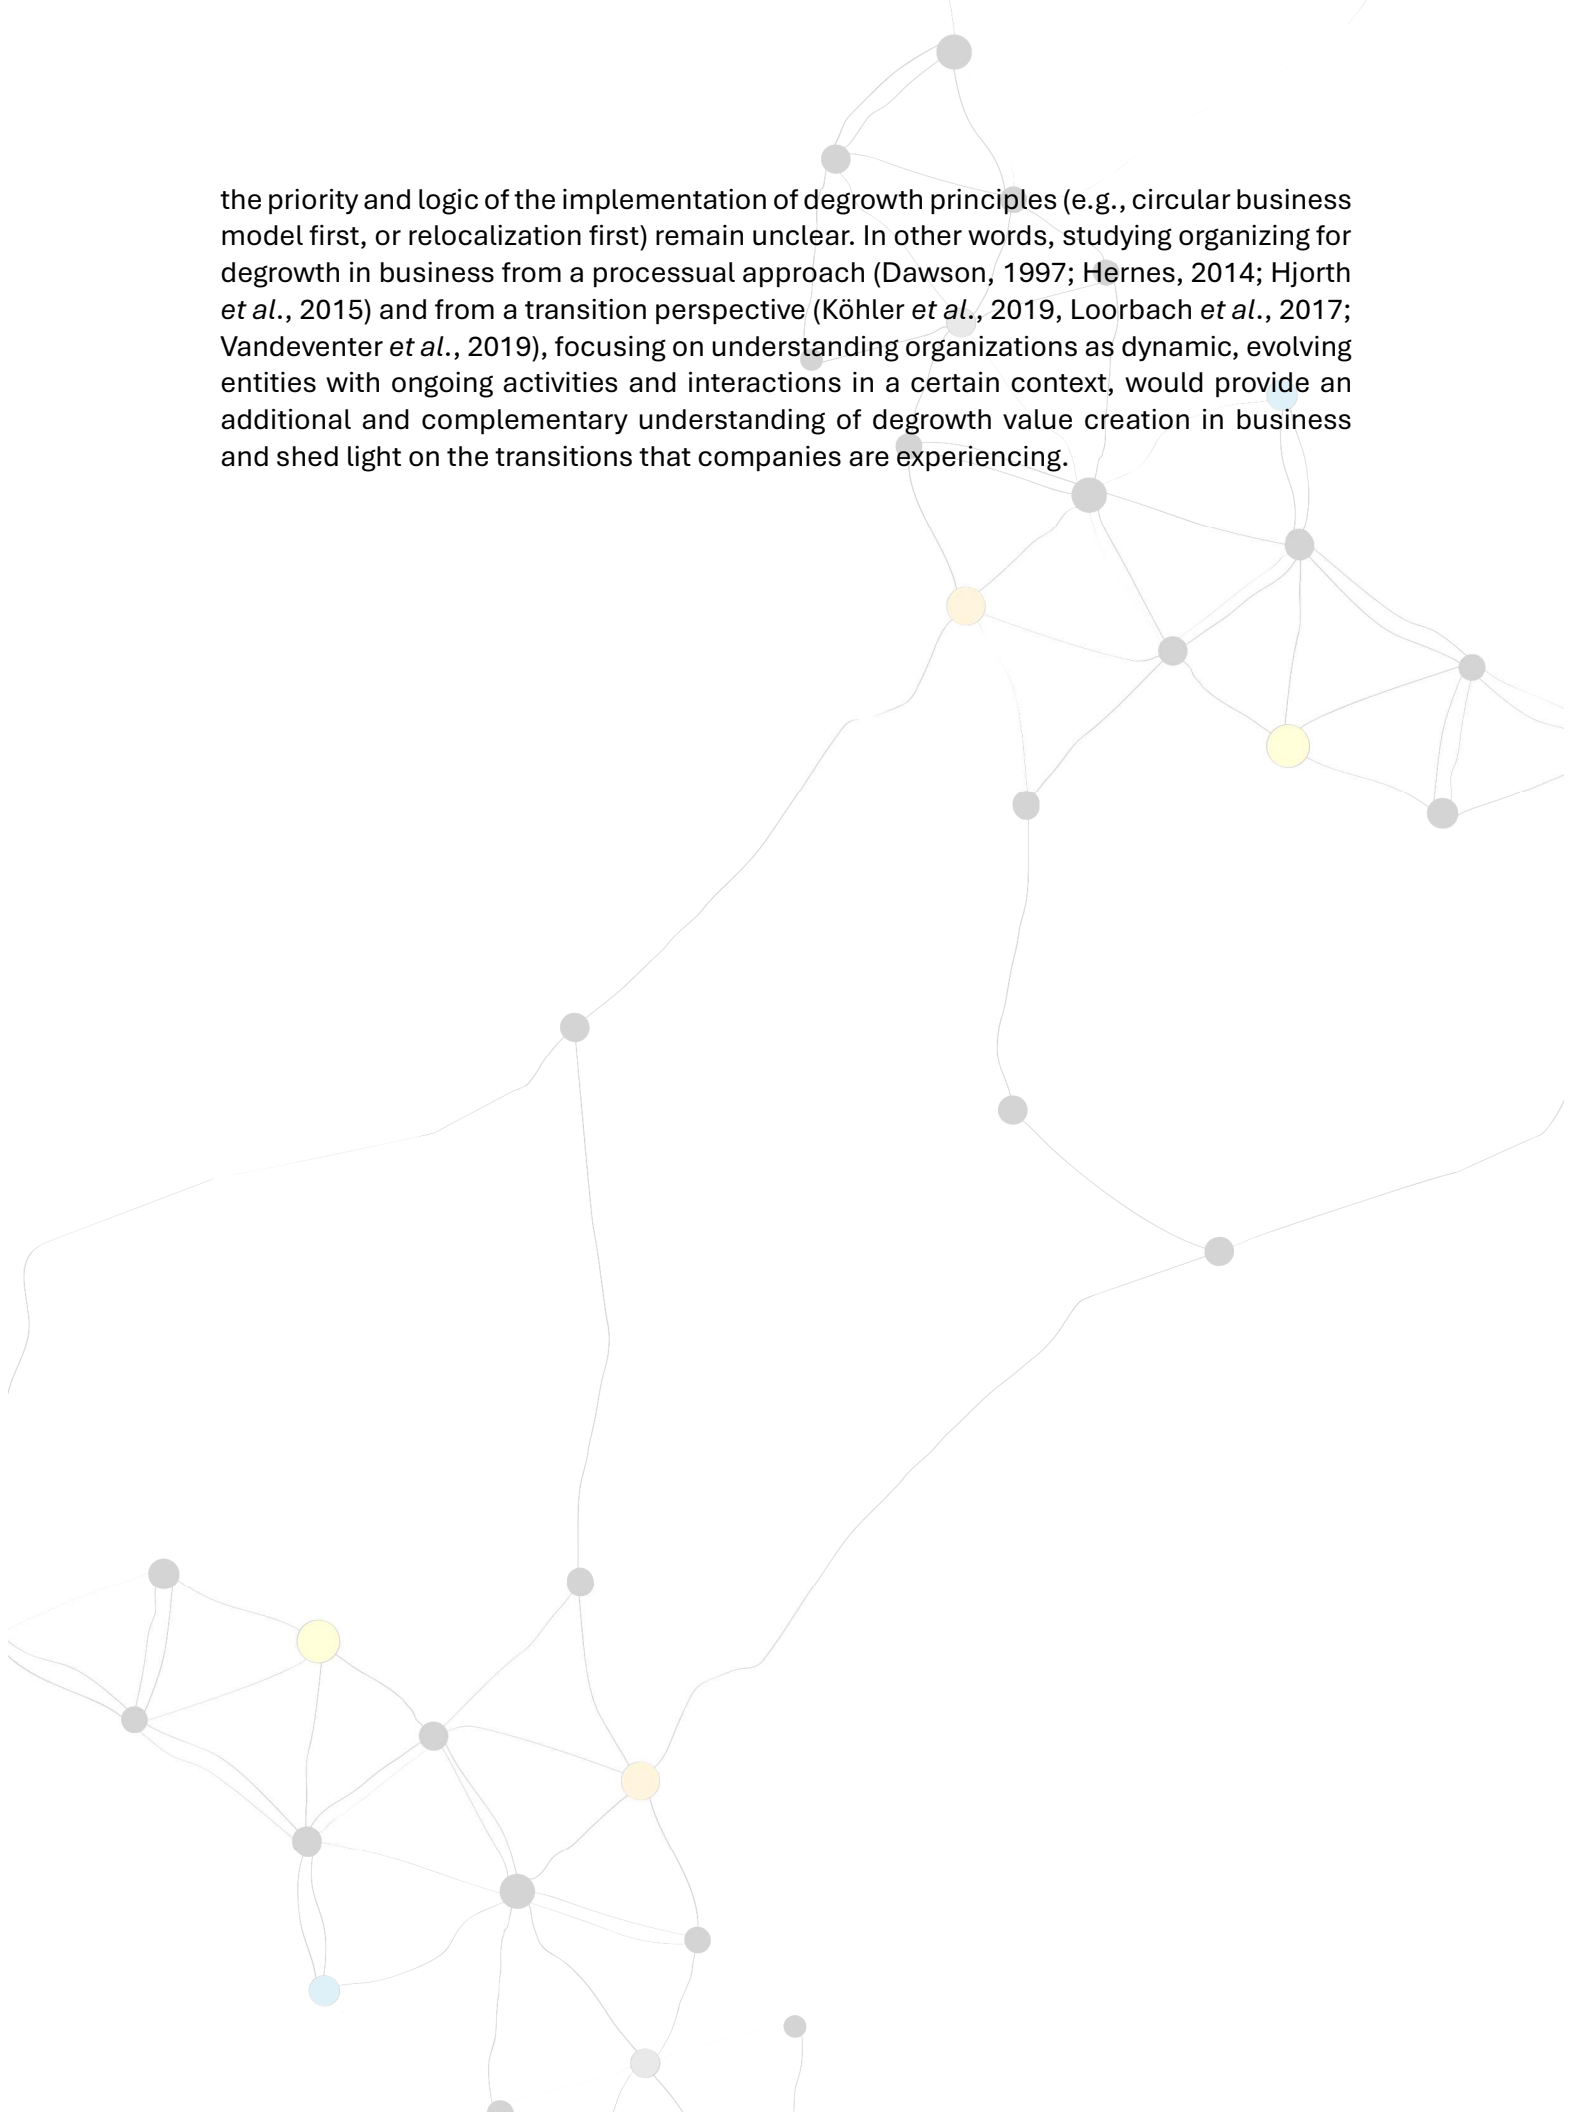 the priority and logic of the implementation of degrowth principles (e.g., circular business
model first, or relocalization first) remain unclear. In other words, studying organizing for
degrowth in business from a processual approach (Dawson, 1997; Hernes, 2014; Hjorth
et al., 2015) and from a transition perspective (Köhler et al., 2019, Loorbach et al., 2017;
Vandeventer et al., 2019), focusing on understanding organizations as dynamic, evolving
entities with ongoing activities and interactions in a certain context, would provide an
additional and complementary understanding of degrowth value creation in business
and shed light on the transitions that companies are experiencing.